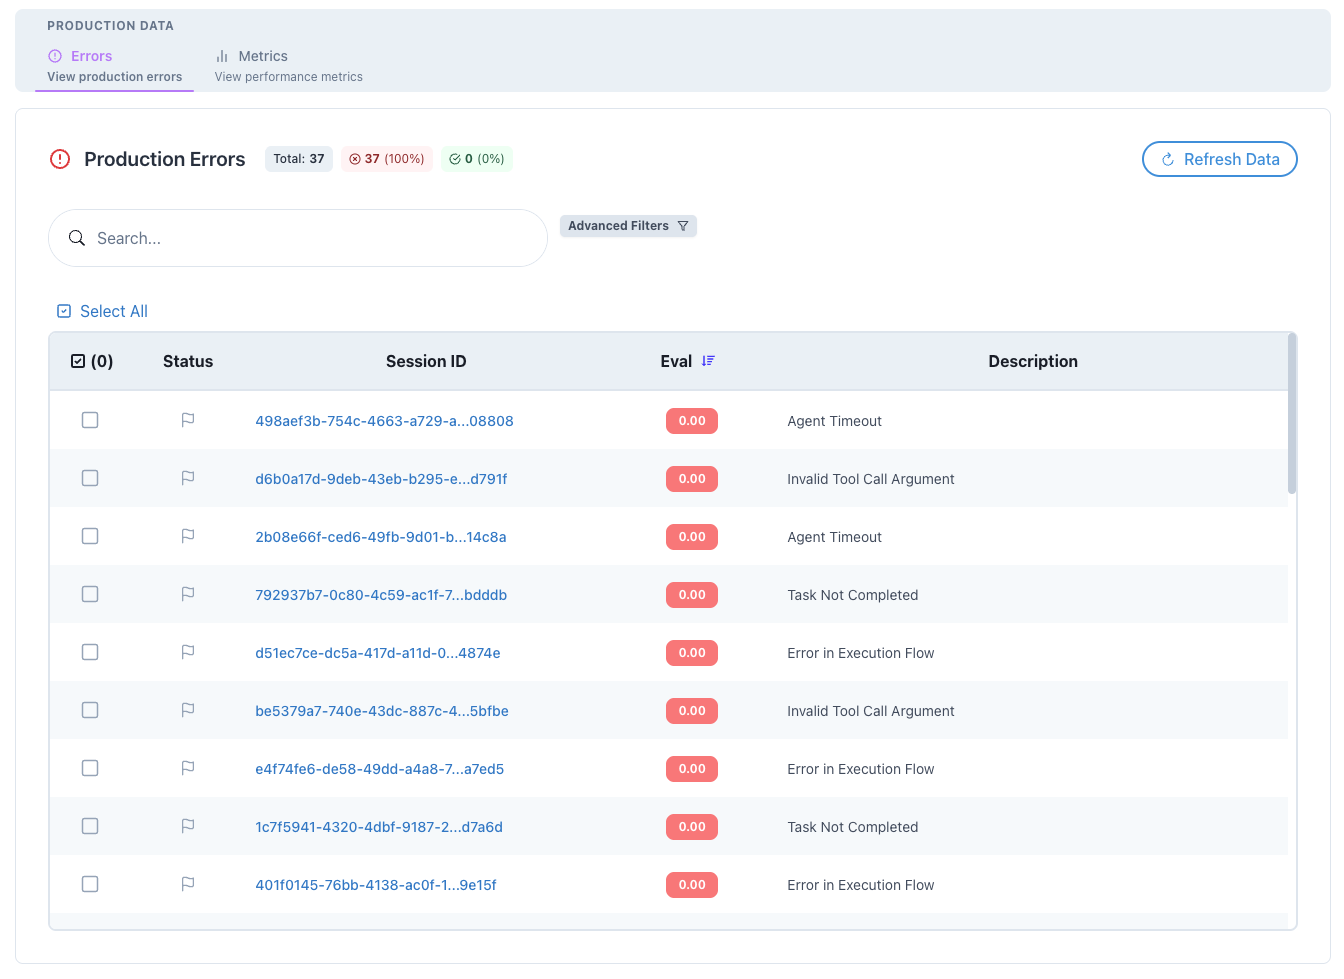 PRODUCTION DATA
Errors
View production errors
Metrics
View performance metrics
Production Errors
Total: 37
37 (100%)
0 (0%)
Refresh Data
Search...
Advanced Filters
Select All
(0) Status Session ID Eval Description
498aef3b-754c-4663-a729-a...08808 0.00 Agent Timeout
d6b0a17d-9deb-43eb-b295-e...d791f 0.00 Invalid Tool Call Argument
2b08e66f-ced6-49fb-9d01-b...14c8a 0.00 Agent Timeout
792937b7-0c80-4c59-ac1f-7...bdddb 0.00 Task Not Completed
d51ec7ce-dc5a-417d-a11d-0...4874e 0.00 Error in Execution Flow
be5379a7-740e-43dc-887c-4...5bfbe 0.00 Invalid Tool Call Argument
e4f74fe6-de58-49dd-a4a8-7...a7ed5 0.00 Error in Execution Flow
1c7f5941-4320-4dbf-9187-2...d7a6d 0.00 Task Not Completed
401f0145-76bb-4138-ac0f-1...9e15f 0.00 Error in Execution Flow